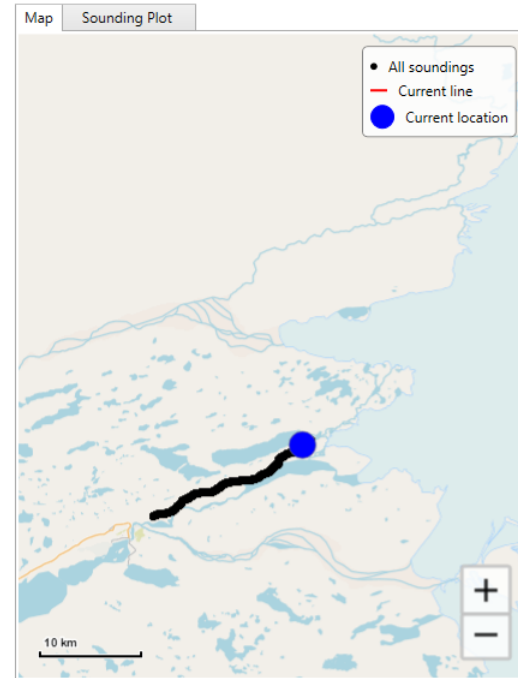 Map
Sounding Plot
All soundings
Current line
Current location
10 km
+
−